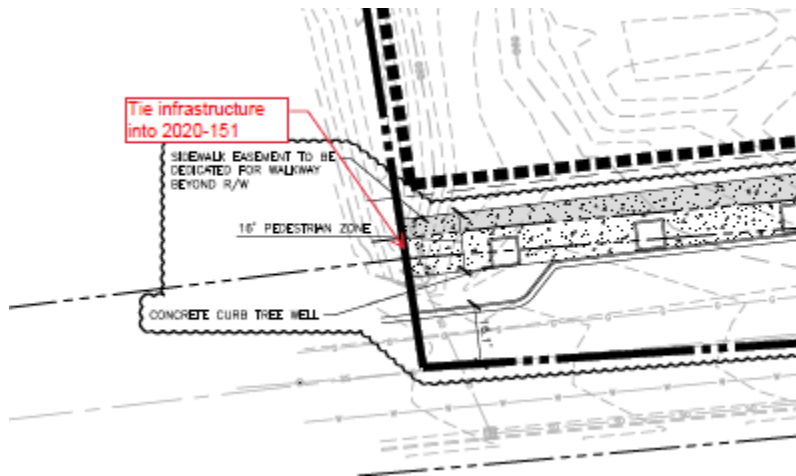 Tie infrastructure
into 2020-151
SIDEWALK EASEMENT TO BE
DEDICATED FOR WALKWAY
BEYOND R/W
16' PEDESTRIAN ZONE
CONCRETE CURB TREE WELL